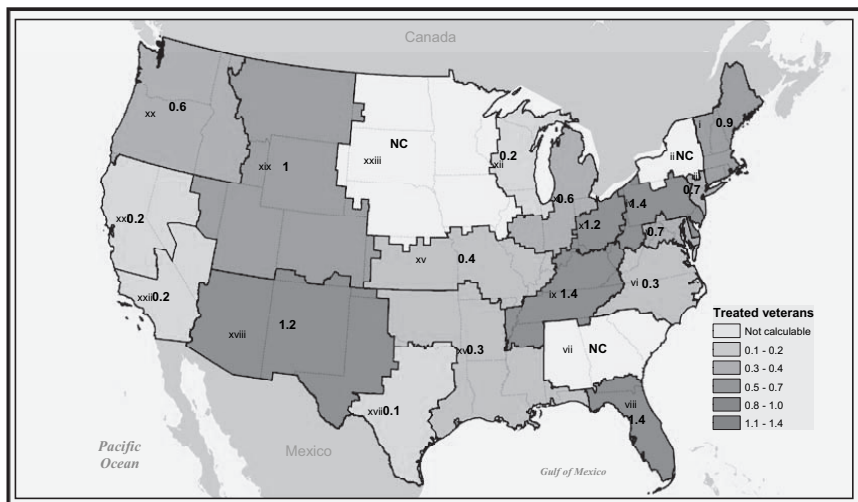 Canada
xx 0.6
xix 1
xxiii NC
xii 0.2
i 0.9
ii NC
0.7
0.6
1.4
x 1.2
0.7
xx 0.2
xxii 0.2
xv 0.4
ix 1.4
vi 0.3
xviii 1.2
0.3
vii NC
xvii 0.1
viii 1.4
Treated veterans
Not calculable
0.1 - 0.2
0.3 - 0.4
0.5 - 0.7
0.8 - 1.0
1.1 - 1.4
Pacific
Ocean
Mexico
Gulf of Mexico